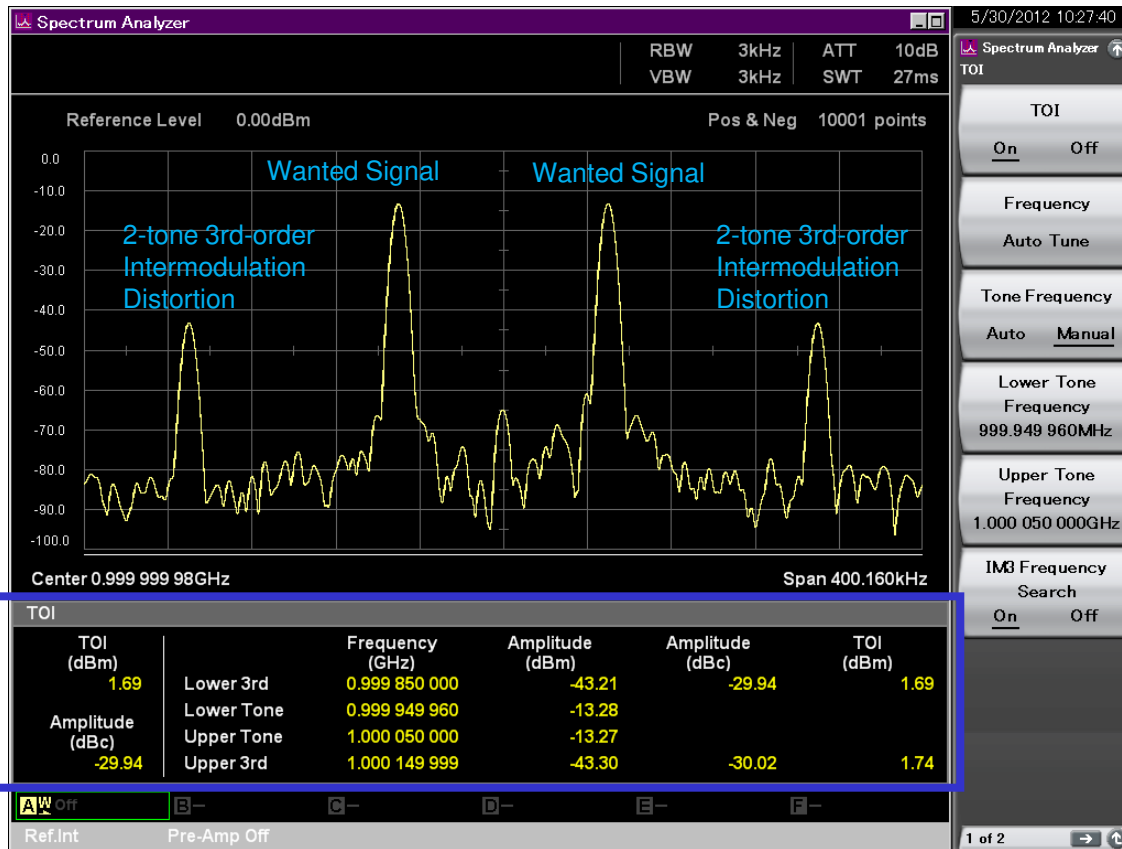 Spectrum Analyzer
5/30/2012 10:27:40
RBW 3kHz ATT 10dB
VBW 3kHz SWT 27ms
Reference Level 0.00dBm Pos & Neg 10001 points
0.0
-10.0
-20.0
-30.0
-40.0
-50.0
-60.0
-70.0
-80.0
-90.0
-100.0
Wanted Signal
Wanted Signal
2-tone 3rd-order
Intermodulation
Distortion
2-tone 3rd-order
Intermodulation
Distortion
Center 0.999 999 98GHz Span 400.160kHz
TOI
TOI
(dBm)
1.69
Amplitude
(dBc)
-29.94
Frequency Amplitude Amplitude TOI
(GHz) (dBm) (dBc) (dBm)
Lower 3rd 0.999 850 000 -43.21 -29.94 1.69
Lower Tone 0.999 949 960 -13.28
Upper Tone 1.000 050 000 -13.27
Upper 3rd 1.000 149 999 -43.30 -30.02 1.74
A W Off B- C- D- E- F-
Ref.Int Pre-Amp Off
Spectrum Analyzer
TOI
TOI
On Off
Frequency
Auto Tune
Tone Frequency
Auto Manual
Lower Tone
Frequency
999.949 960MHz
Upper Tone
Frequency
1.000 050 000GHz
IM3 Frequency
Search
On Off
1 of 2